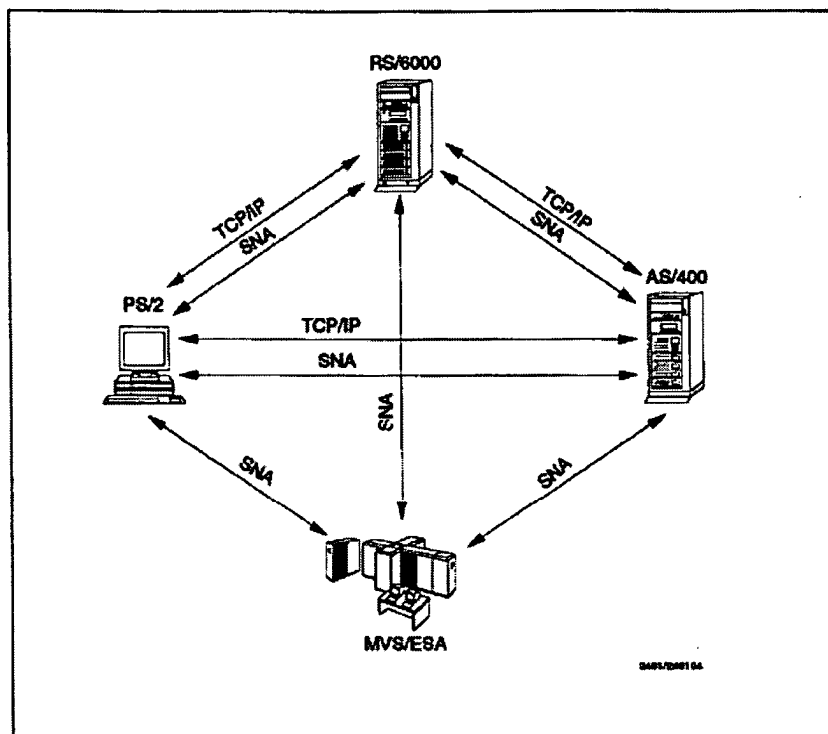 RS/6000
TCP/IP
SNA
TCP/IP
SNA
PS/2
AS/400
TCP/IP
SNA
SNA
SNA
SNA
MVS/ESA